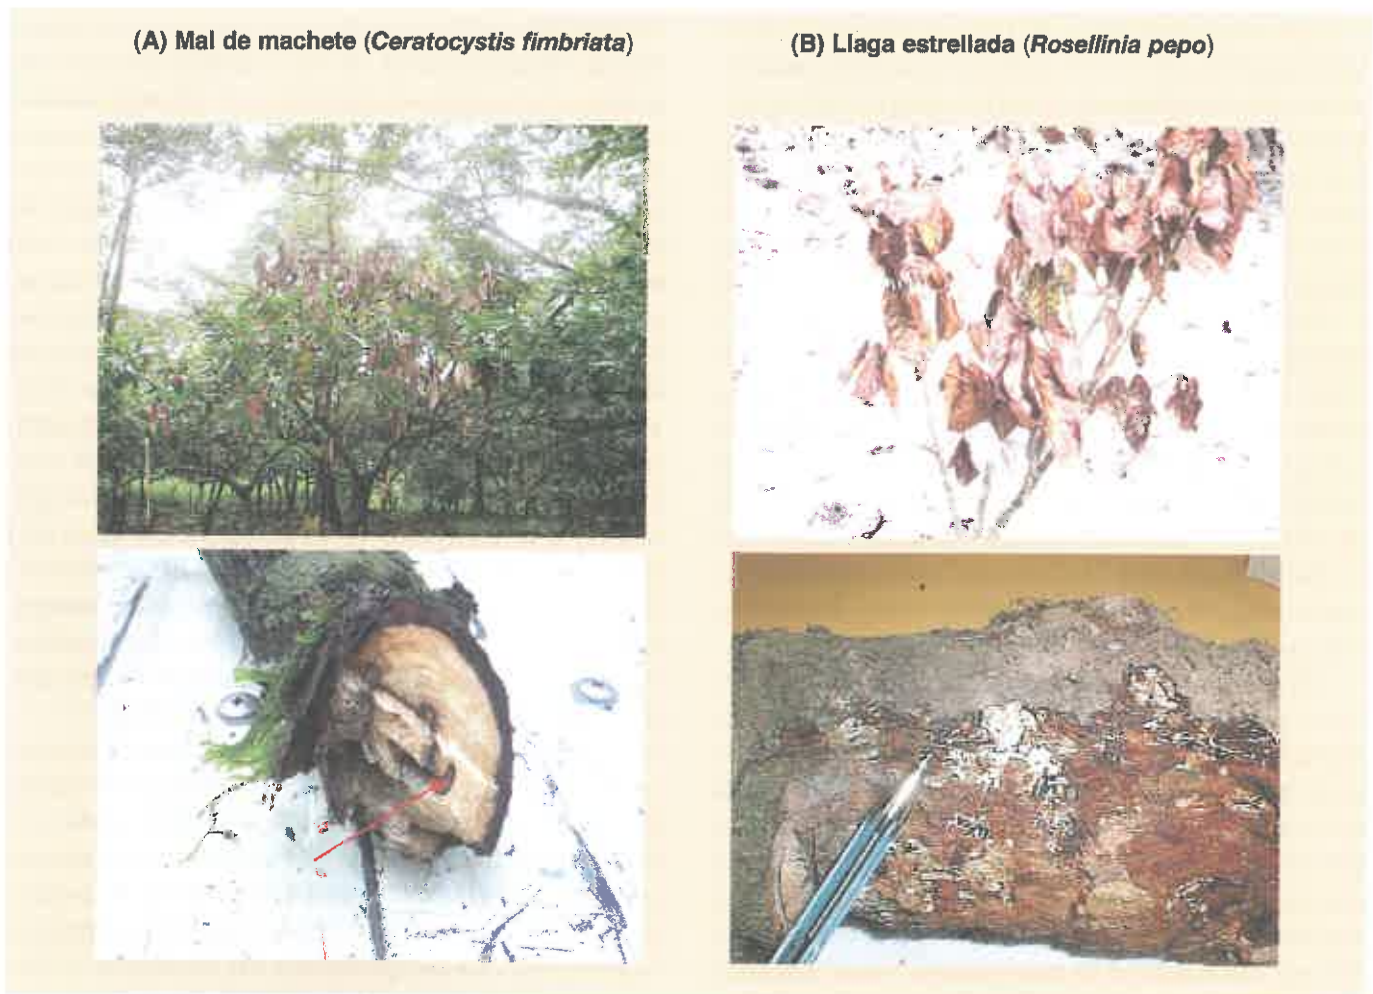 (A) Mal de machete (Ceratocystis fimbriata)
(B) Llaga estrellada (Rosellinia pepo)